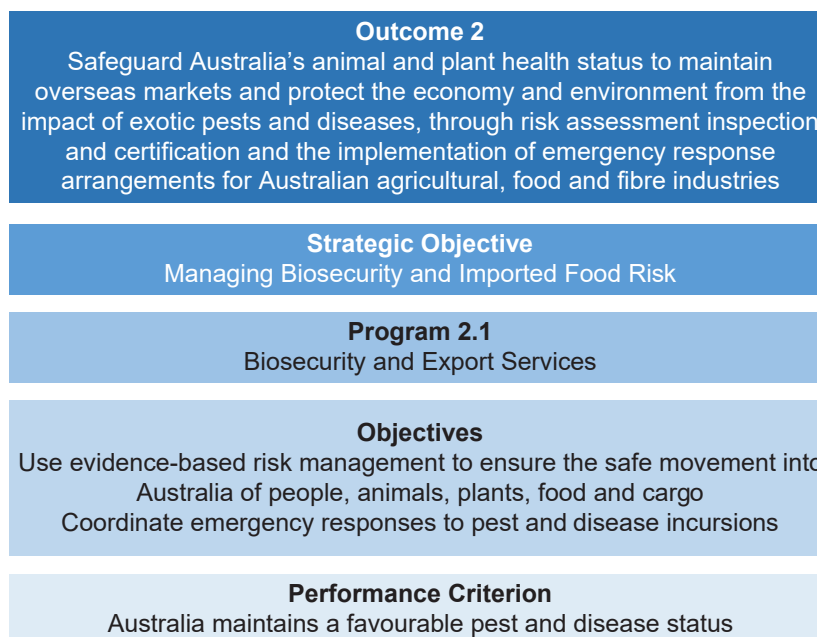 Outcome 2
Safeguard Australia's animal and plant health status to maintain
overseas markets and protect the economy and environment from the
impact of exotic pests and diseases, through risk assessment inspection
and certification and the implementation of emergency response
arrangements for Australian agricultural, food and fibre industries
Strategic Objective
Managing Biosecurity and Imported Food Risk
Program 2.1
Biosecurity and Export Services
Objectives
Use evidence-based risk management to ensure the safe movement into
Australia of people, animals, plants, food and cargo
Coordinate emergency responses to pest and disease incursions
Performance Criterion
Australia maintains a favourable pest and disease status